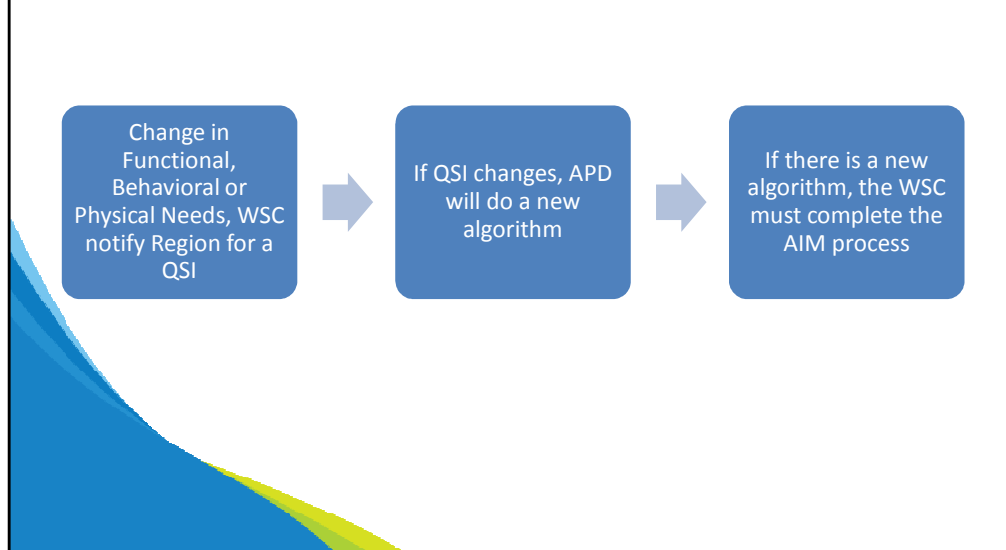 Change in
Functional,
Behavioral or
Physical Needs, WSC
notify Region for a
QSI
If QSI changes, APD
will do a new
algorithm
If there is a new
algorithm, the WSC
must complete the
AIM process